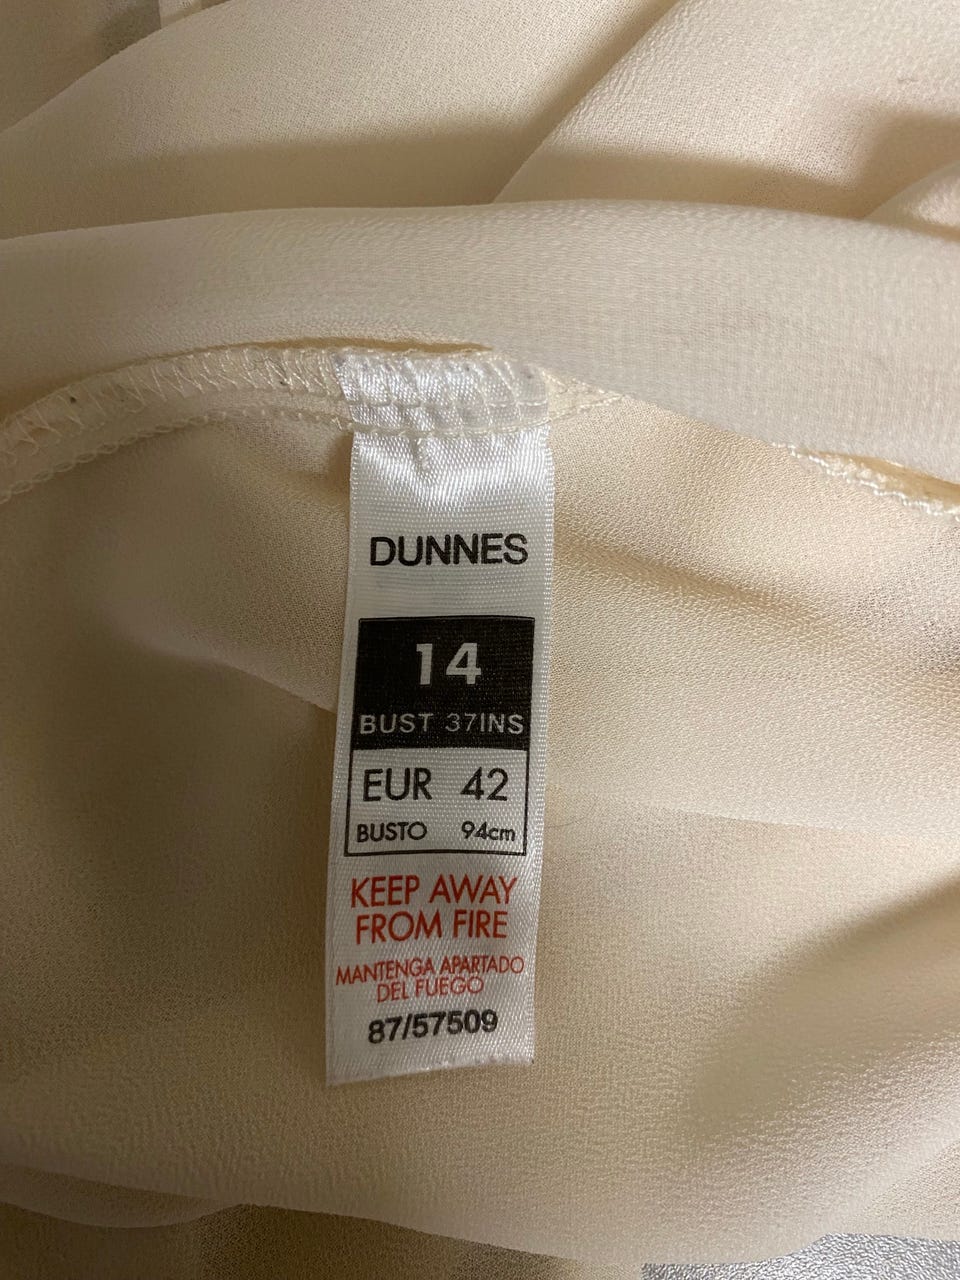 DUNNES
14
BUST 37INS
EUR 42
BUSTO 94cm
KEEP AWAY
FROM FIRE
MANTENGA APARTADO
DEL FUEGO
87/57509